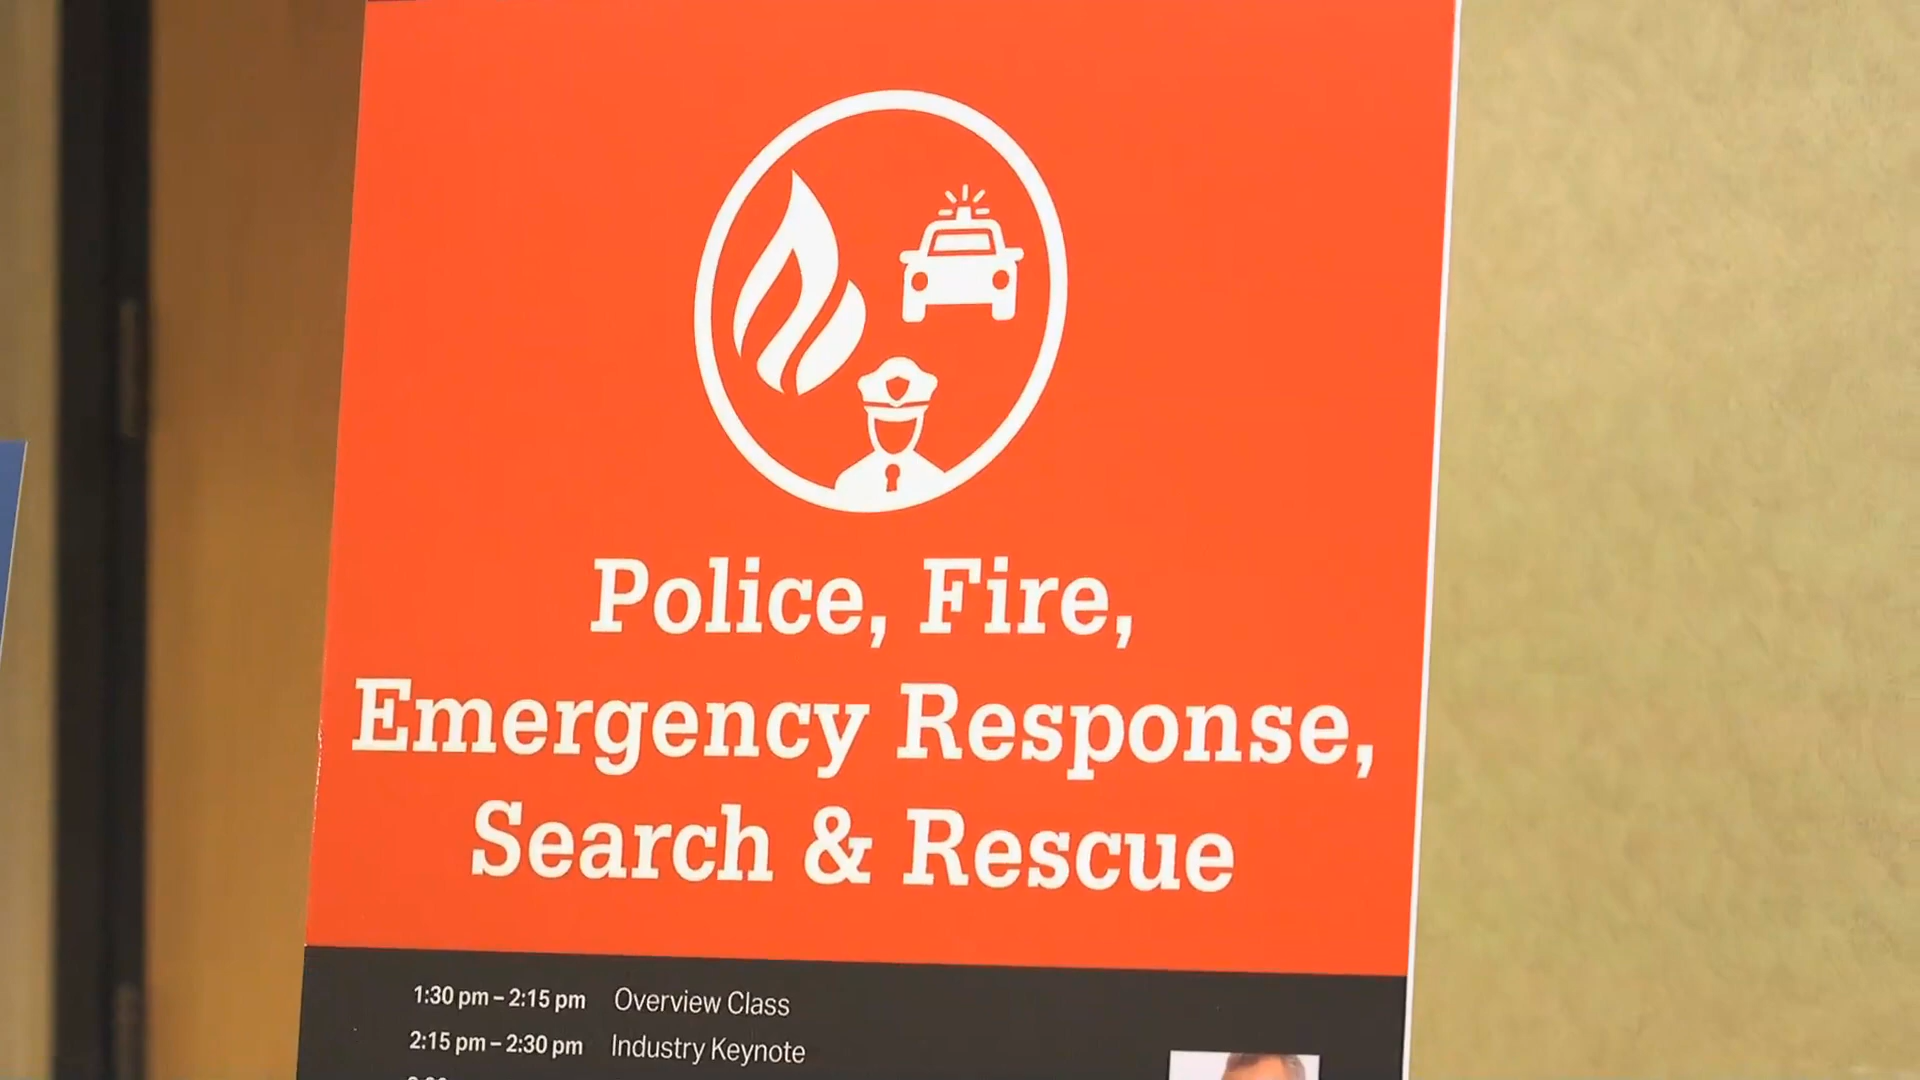 Police, Fire,
Emergency Response,
Search & Rescue
1:30 pm – 2:15 pm Overview Class
2:15 pm – 2:30 pm Industry Keynote